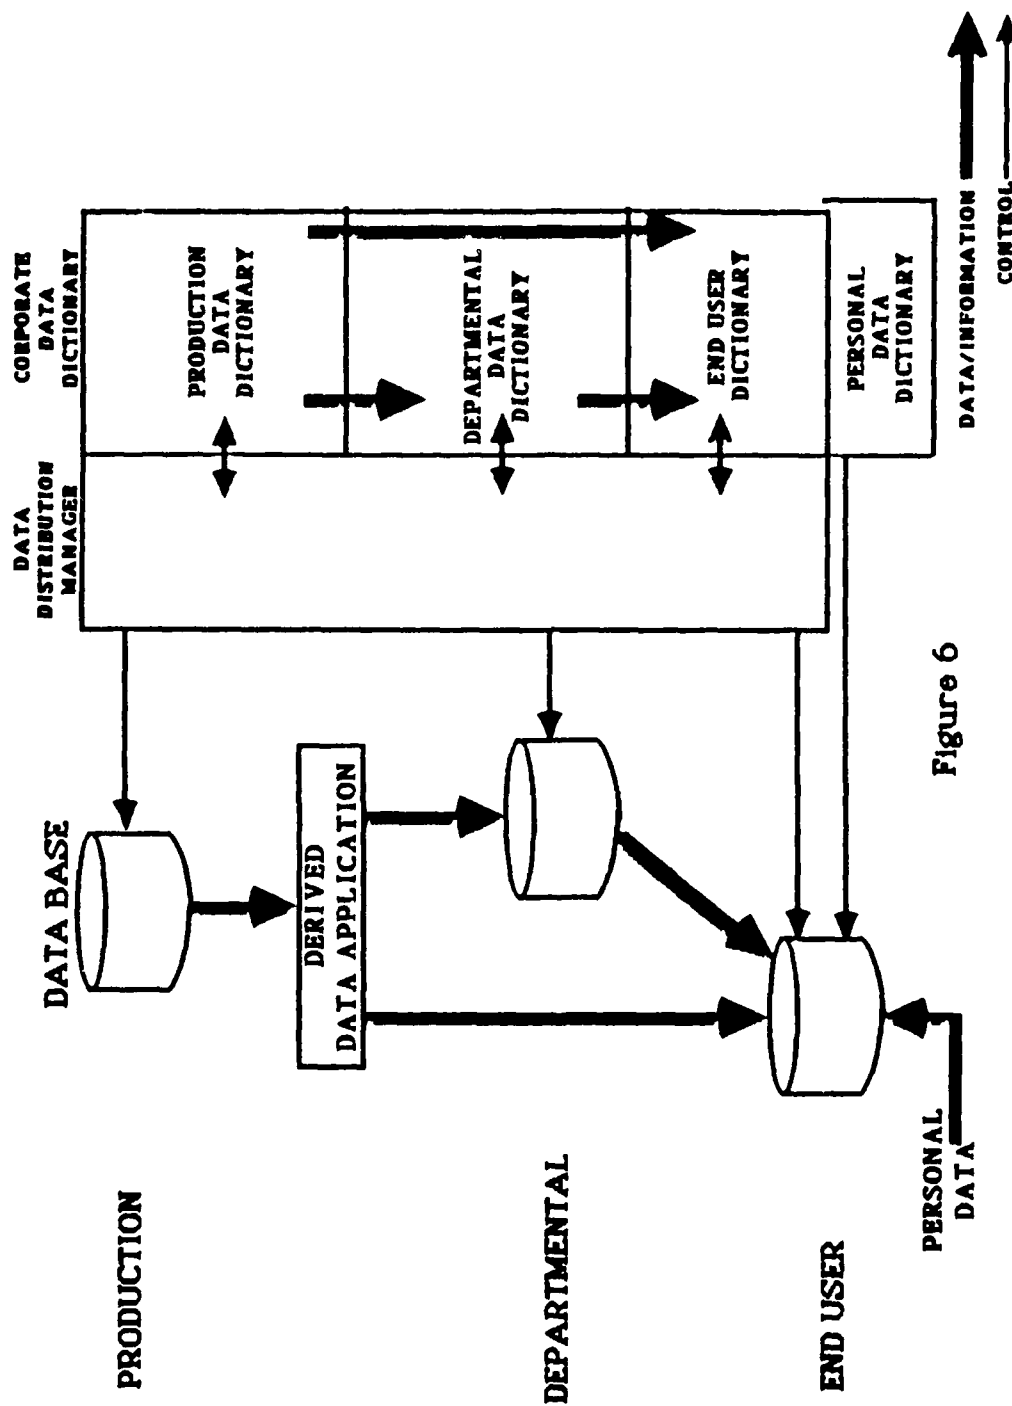 DATA BASE
DATA
DISTRIBUTION
MANAGER
CORPORATE
DATA
DICTIONARY
PRODUCTION
PRODUCTION
DATA
DICTIONARY
DERIVED
DATA APPLICATION
DEPARTMENTAL
DEPARTMENTAL
DATA
DICTIONARY
END USER
END USER
DICTIONARY
PERSONAL
DATA
PERSONAL
DATA
DICTIONARY
Figure 6
DATA/INFORMATION
CONTROL